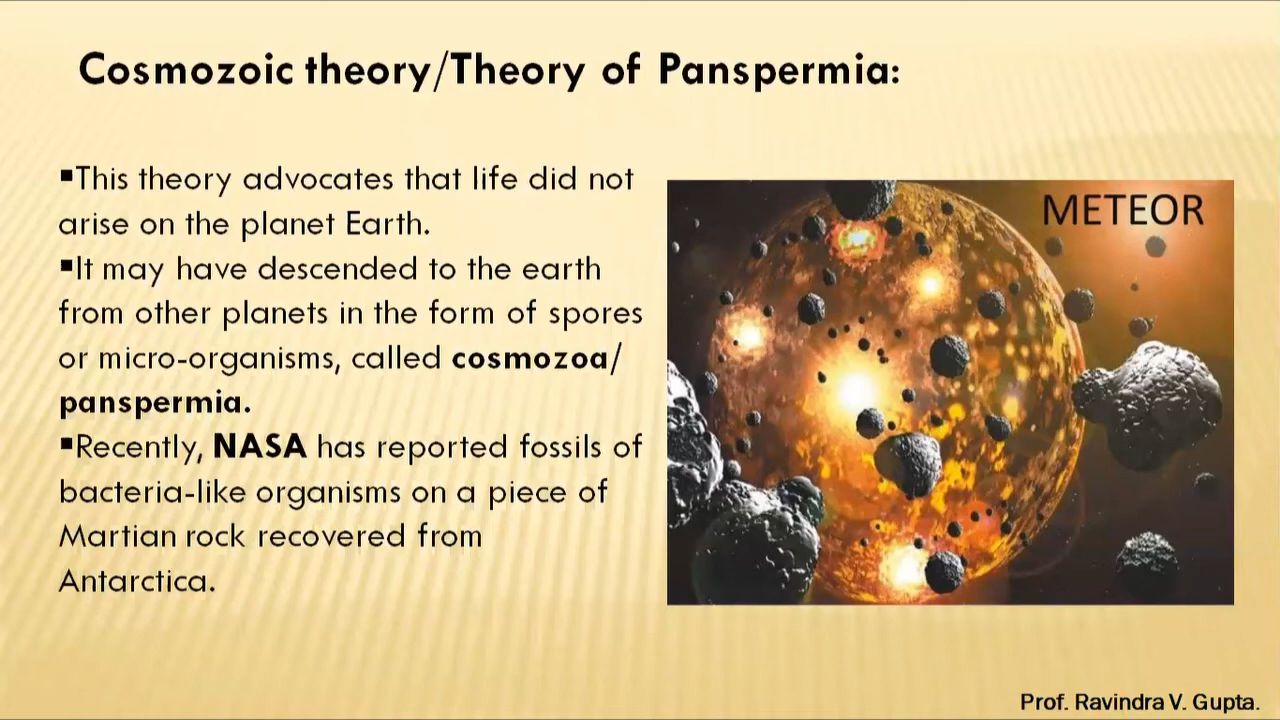 Cosmozoic theory/Theory of Panspermia:
▪This theory advocates that life did not
arise on the planet Earth.
▪It may have descended to the earth
from other planets in the form of spores
or micro-organisms, called cosmozoa/
panspermia.
▪Recently, NASA has reported fossils of
bacteria-like organisms on a piece of
Martian rock recovered from
Antarctica.
METEOR
Prof. Ravindra V. Gupta.